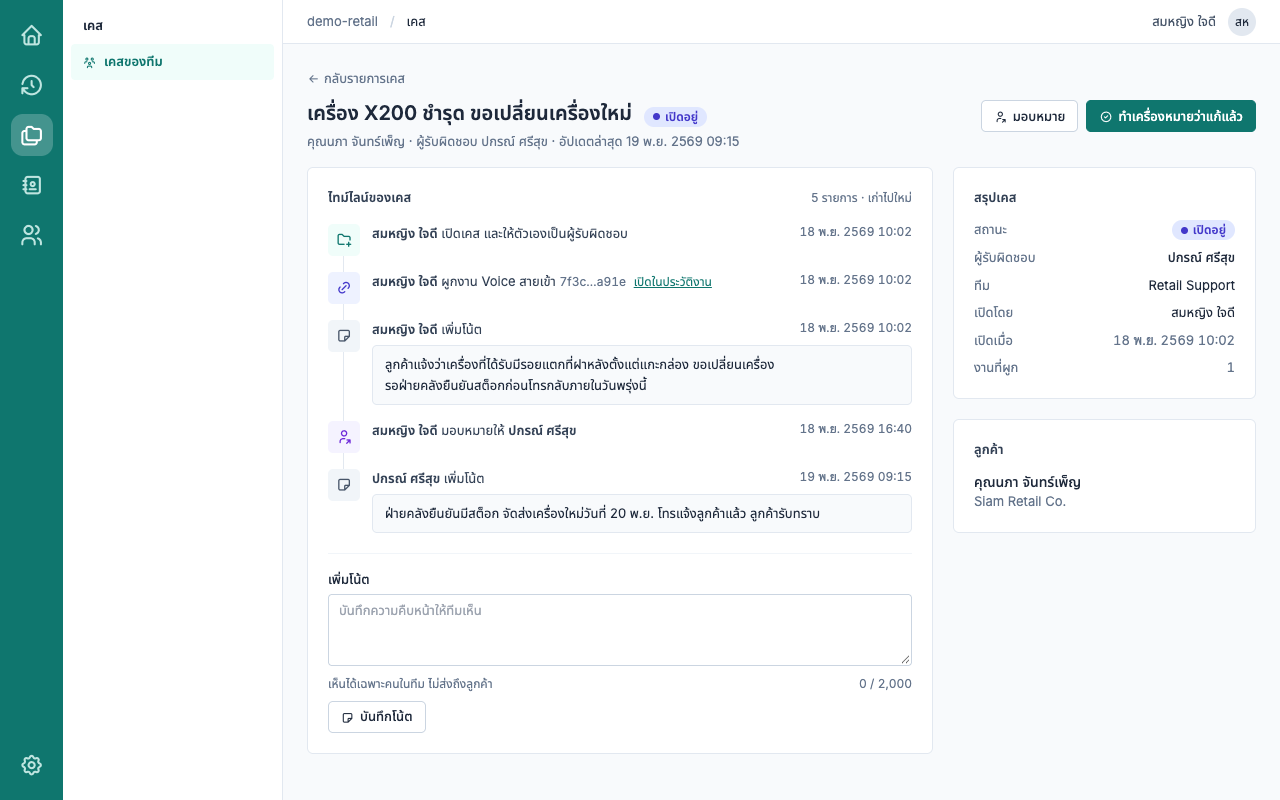 เคส
เคสของทีม
demo-retail / เคส
สมหญิง ใจดี สห
← กลับรายการเคส
เครื่อง X200 ชำรุด ขอเปลี่ยนเครื่องใหม่ เปิดอยู่
คุณนภา จันทร์เพ็ญ · ผู้รับผิดชอบ ปกรณ์ ศรีสุข · อัปเดตล่าสุด 19 พ.ย. 2569 09:15
มอบหมาย
ทำเครื่องหมายว่าแก้แล้ว
ไทม์ไลน์ของเคส
5 รายการ · เก่าไปใหม่
สมหญิง ใจดี เปิดเคส และให้ตัวเองเป็นผู้รับผิดชอบ 18 พ.ย. 2569 10:02
สมหญิง ใจดี ผูกงาน Voice สายเข้า 7f3c…a91e เปิดในประวัติงาน 18 พ.ย. 2569 10:02
สมหญิง ใจดี เพิ่มโน้ต 18 พ.ย. 2569 10:02
ลูกค้าแจ้งว่าเครื่องที่ได้รับมีรอยแตกที่ฝาหลังตั้งแต่แกะกล่อง ขอเปลี่ยนเครื่อง
รอฝ่ายคลังยืนยันสต็อกก่อนโทรกลับภายในวันพรุ่งนี้
สมหญิง ใจดี มอบหมายให้ ปกรณ์ ศรีสุข 18 พ.ย. 2569 16:40
ปกรณ์ ศรีสุข เพิ่มโน้ต 19 พ.ย. 2569 09:15
ฝ่ายคลังยืนยันมีสต็อก จัดส่งเครื่องใหม่วันที่ 20 พ.ย. โทรแจ้งลูกค้าแล้ว ลูกค้ารับทราบ
เพิ่มโน้ต
บันทึกความคืบหน้าให้ทีมเห็น
เห็นได้เฉพาะคนในทีม ไม่ส่งถึงลูกค้า 0 / 2,000
บันทึกโน้ต
สรุปเคส
สถานะ เปิดอยู่
ผู้รับผิดชอบ ปกรณ์ ศรีสุข
ทีม Retail Support
เปิดโดย สมหญิง ใจดี
เปิดเมื่อ 18 พ.ย. 2569 10:02
งานที่ผูก 1
ลูกค้า
คุณนภา จันทร์เพ็ญ
Siam Retail Co.